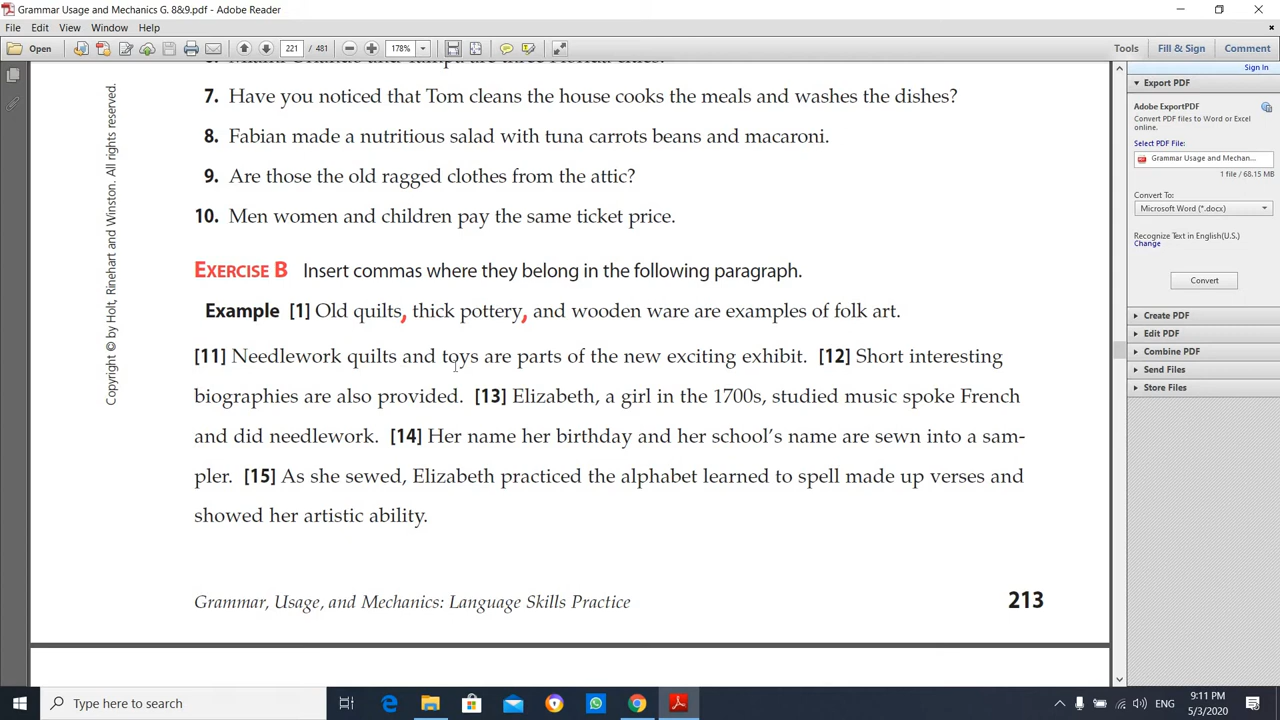 Grammar Usage and Mechanics G. 8&9.pdf - Adobe Reader
File Edit View Window Help
Open 221 / 481 178% Tools Fill & Sign Comment
Sign In
Miami Orlando and Tampa are three Florida cities.
7. Have you noticed that Tom cleans the house cooks the meals and washes the dishes?
8. Fabian made a nutritious salad with tuna carrots beans and macaroni.
9. Are those the old ragged clothes from the attic?
10. Men women and children pay the same ticket price.
EXERCISE B Insert commas where they belong in the following paragraph.
Example [1] Old quilts, thick pottery, and wooden ware are examples of folk art.
[11] Needlework quilts and toys are parts of the new exciting exhibit. [12] Short interesting
biographies are also provided. [13] Elizabeth, a girl in the 1700s, studied music spoke French
and did needlework. [14] Her name her birthday and her school's name are sewn into a sam-
pler. [15] As she sewed, Elizabeth practiced the alphabet learned to spell made up verses and
showed her artistic ability.
Grammar, Usage, and Mechanics: Language Skills Practice 213
Copyright © by Holt, Rinehart and Winston. All rights reserved.
Export PDF
Adobe ExportPDF
Convert PDF files to Word or Excel
online.
Select PDF File:
Grammar Usage and Mechan...
1 file / 68.15 MB
Convert To:
Microsoft Word (*.docx)
Recognize Text in English(U.S.)
Change
Convert
Create PDF
Edit PDF
Combine PDF
Send Files
Store Files
Type here to search
ENG
9:11 PM
5/3/2020